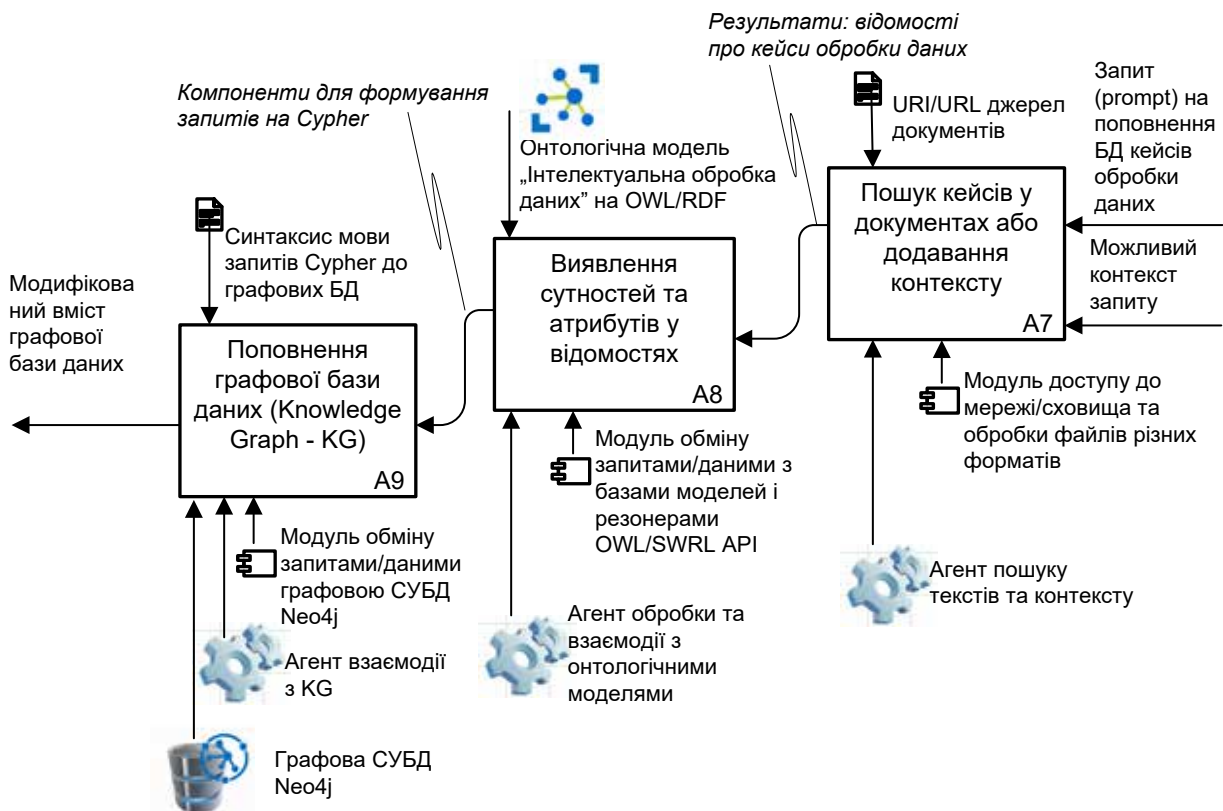 Результати: відомості
про кейси обробки даних
Компоненти для формування
запитів на Cypher
Запит
(prompt) на
поповнення
БД кейсів
обробки
даних
URI/URL джерел
документів
Онтологічна модель
„Інтелектуальна обробка
даних” на OWL/RDF
Пошук кейсів у
документах або
додавання
контексту
A7
Можливий
контекст
запиту
Синтаксис мови
запитів Cypher до
графових БД
Виявлення
сутностей та
атрибутів у
відомостях
A8
Модифікова
ний вміст
графової
бази даних
Поповнення
графової бази
даних (Knowledge
Graph - KG)
A9
Модуль доступу до
мережі/сховища та
обробки файлів різних
форматів
Модуль обміну
запитами/даними з
базами моделей і
резонерами
OWL/SWRL API
Модуль обміну
запитами/даними
графовою СУБД
Neo4j
Агент пошуку
текстів та контексту
Агент обробки та
взаємодії з
онтологічними
моделями
Агент взаємодії
з KG
Графова СУБД
Neo4j